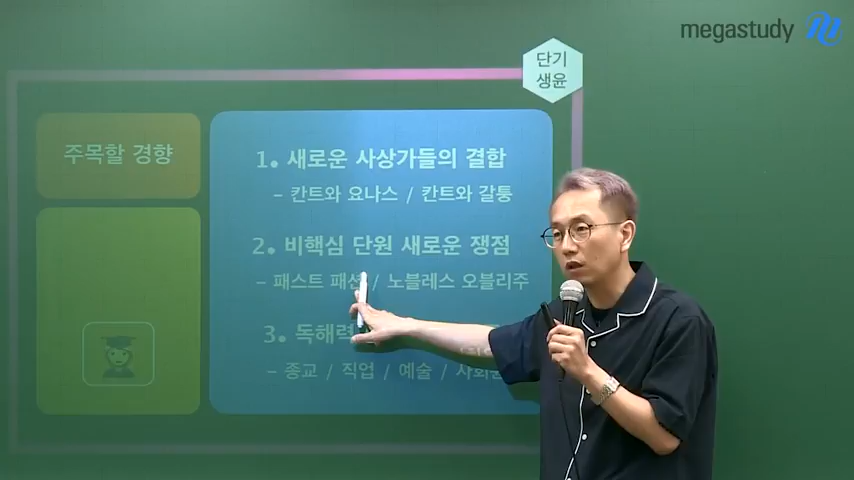 megastudy
단기
생윤
주목할 경향
1. 새로운 사상가들의 결합
- 칸트와 요나스 / 칸트와 갈퉁
2. 비핵심 단원 새로운 쟁점
- 패스트 패션 / 노블레스 오블리주
3. 독해력
- 종교 / 직업 / 예술 /